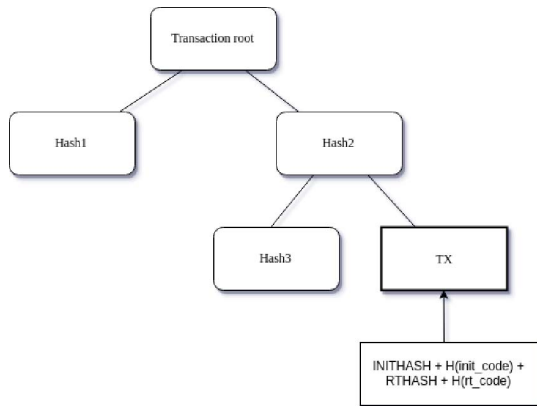 Transaction root
Hash1
Hash2
Hash3
TX
INITHASH + H(init_code) +
RTHASH + H(rt_code)